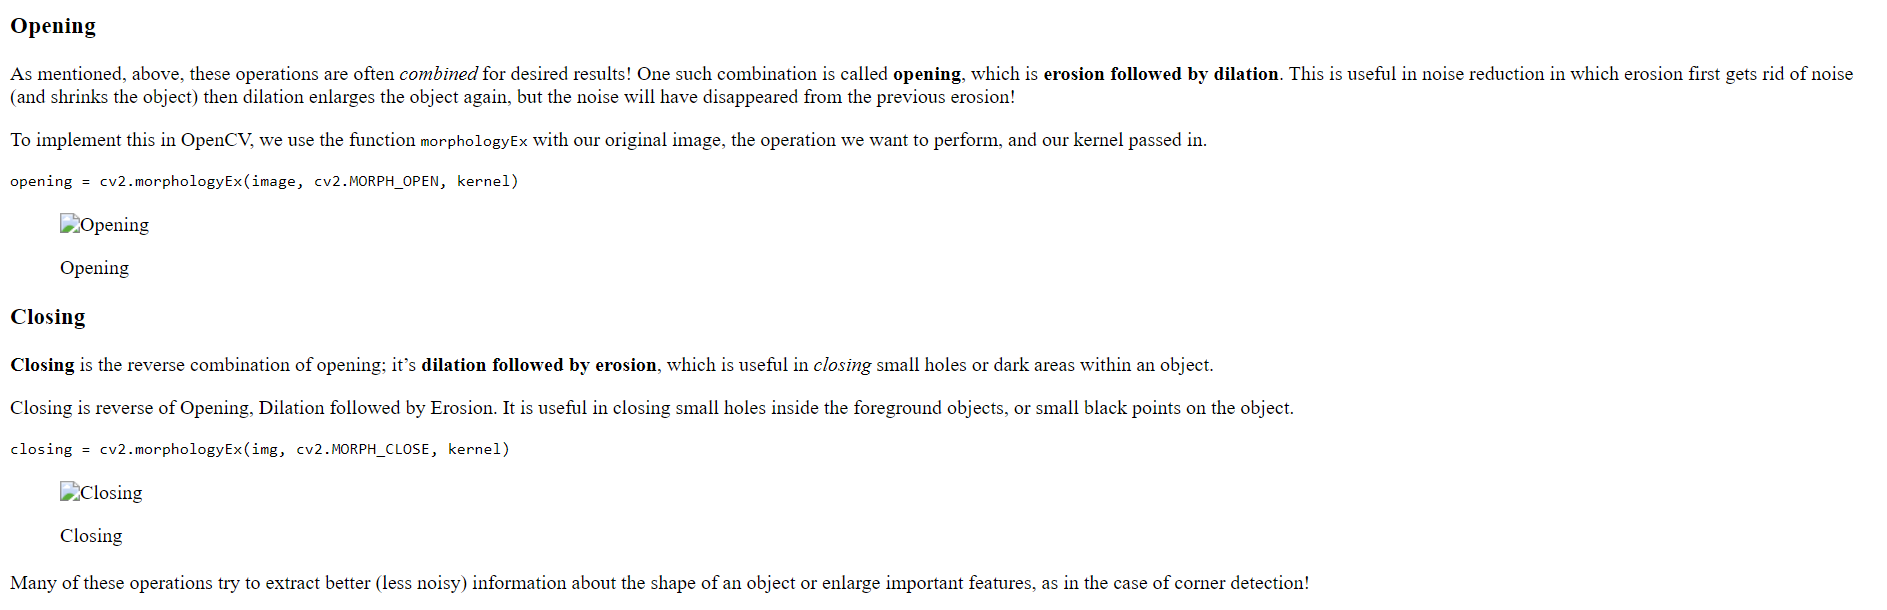 Opening
As mentioned, above, these operations are often combined for desired results! One such combination is called opening, which is erosion followed by dilation. This is useful in noise reduction in which erosion first gets rid of noise
(and shrinks the object) then dilation enlarges the object again, but the noise will have disappeared from the previous erosion!
To implement this in OpenCV, we use the function morphologyEx with our original image, the operation we want to perform, and our kernel passed in.
opening = cv2.morphologyEx(image, cv2.MORPH_OPEN, kernel)
Opening
Opening
Closing
Closing is the reverse combination of opening; it’s dilation followed by erosion, which is useful in closing small holes or dark areas within an object.
Closing is reverse of Opening, Dilation followed by Erosion. It is useful in closing small holes inside the foreground objects, or small black points on the object.
closing = cv2.morphologyEx(img, cv2.MORPH_CLOSE, kernel)
Closing
Closing
Many of these operations try to extract better (less noisy) information about the shape of an object or enlarge important features, as in the case of corner detection!